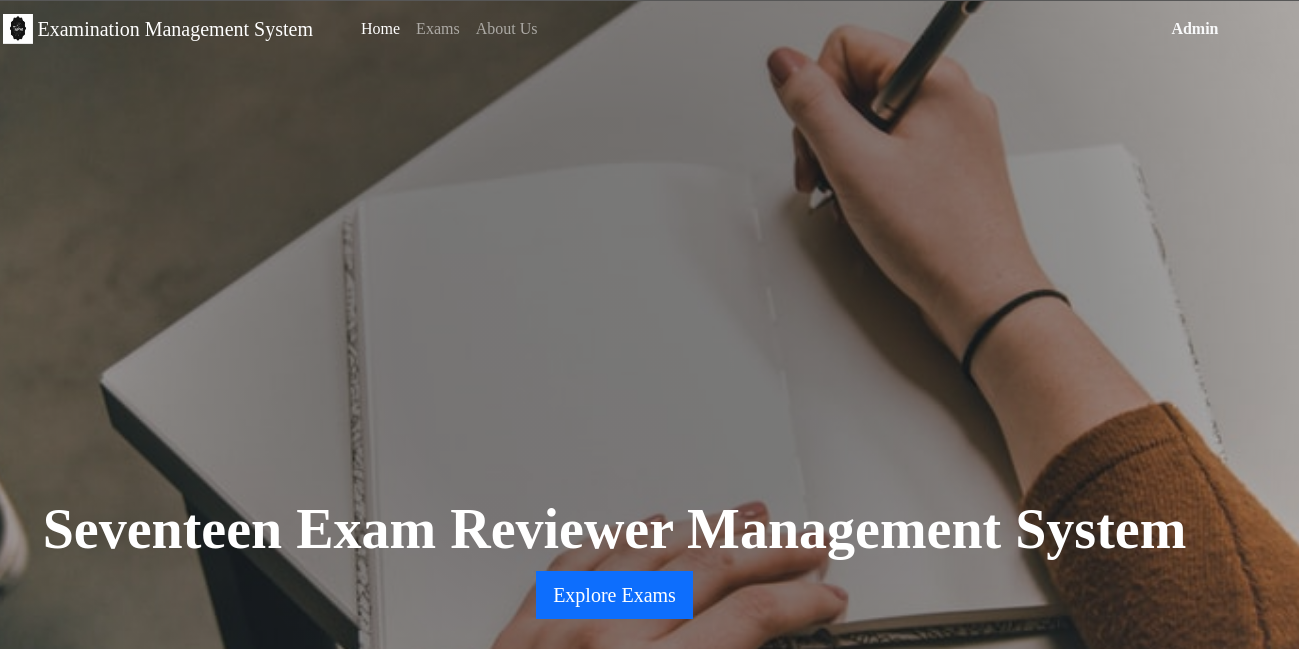 Examination Management System Home Exams About Us Admin
Seventeen Exam Reviewer Management System
Explore Exams